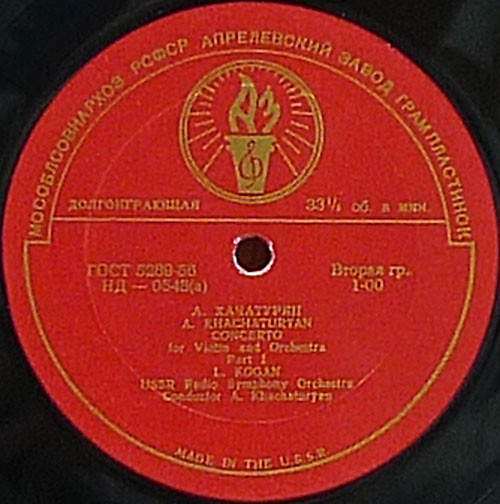 МОСОБЛСОВНАРХОЗ РСФСР АПРЕЛЕВСКИЙ ЗАВОД ГРАМПЛАСТИНОК
АЗ
ДОЛГОИГРАЮЩАЯ 33⅓ об. в мин.
ГОСТ 5289-56 Вторая гр.
НД — 0545(а) 1-00
А. ХАЧАТУРЯН
A. KHACHATURYAN
CONCERTO
for Violin and Orchestra
Part I
L. KOGAN
USSR Radio Symphony Orchestra
Conductor A. Khachaturyan
MADE IN THE U.S.S.R.